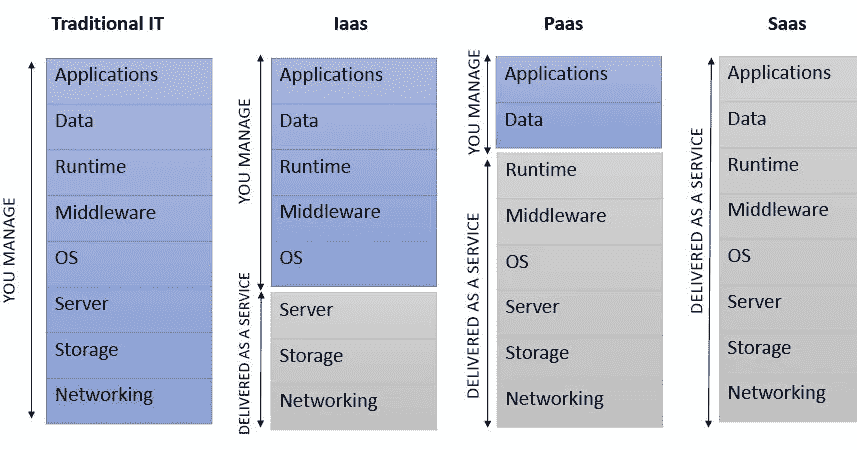 Traditional IT
Iaas
Paas
Saas
YOU MANAGE
Applications
Data
Runtime
Middleware
OS
Server
Storage
Networking
YOU MANAGE
DELIVERED AS A SERVICE
Applications
Data
Runtime
Middleware
OS
Server
Storage
Networking
YOU MANAGE
DELIVERED AS A SERVICE
Applications
Data
Runtime
Middleware
OS
Server
Storage
Networking
DELIVERED AS A SERVICE
Applications
Data
Runtime
Middleware
OS
Server
Storage
Networking